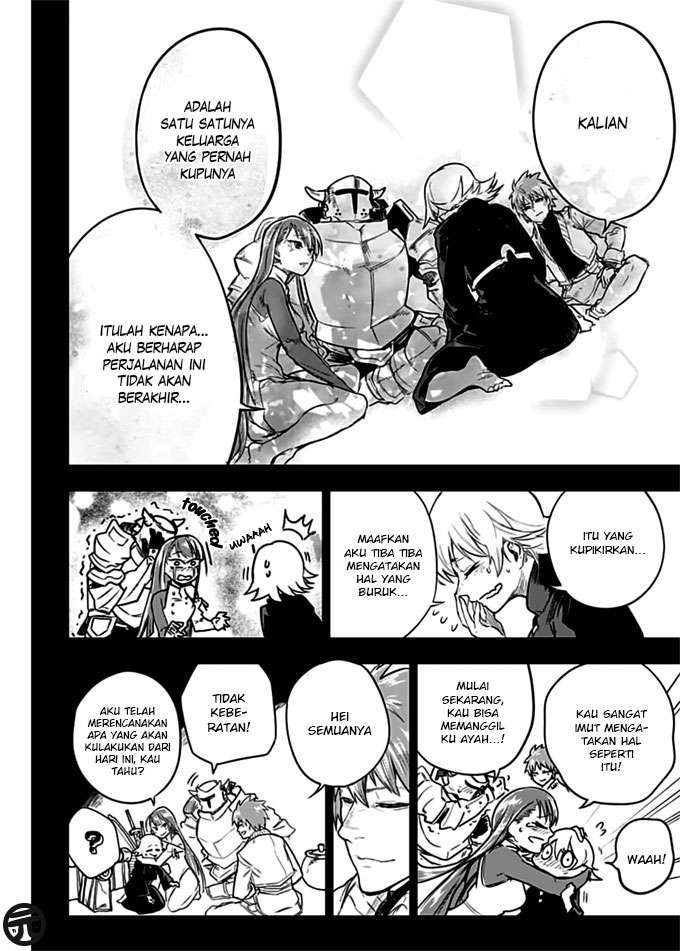 KALIAN
ADALAH
SATU SATUNYA
KELUARGA
YANG PERNAH
KUPUNYA
ITULAH KENAPA...
AKU BERHARAP
PERJALANAN INI
TIDAK AKAN
BERAKHIR...
ITU YANG
KUPIKIRKAN...
MAAFKAN
AKU TIBA TIBA
MENGATAKAN
HAL YANG
BURUK...
touched
UWAAAH
KAU SANGAT
IMUT MENGA-
TAKAN HAL
SEPERTI
ITU!
MULAI
SEKARANG,
KAU BISA
MEMANGGIL
KU AYAH...!
WAAH!
HEI
SEMUANYA
TIDAK
KEBE-
RATAN!
AKU TELAH
MERENCANAKAN
APA YANG AKAN
KULAKUKAN DARI
HARI INI, KAU
TAHU?
?